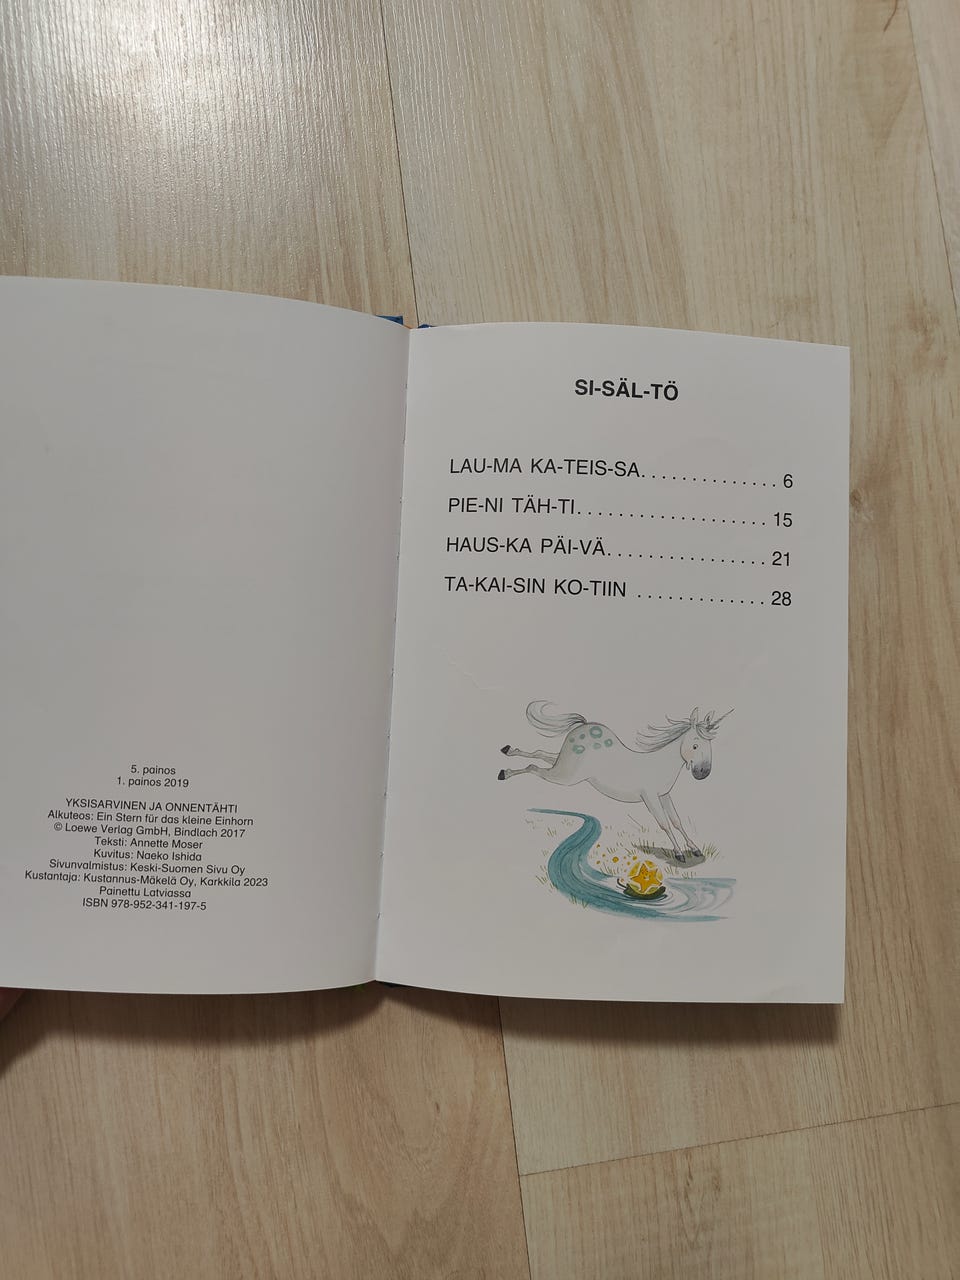 5. painos
1. painos 2019
YKSISARVINEN JA ONNENTÄHTI
Alkuteos: Ein Stern für das kleine Einhorn
© Loewe Verlag GmbH, Bindlach 2017
Teksti: Annette Moser
Kuvitus: Naeko Ishida
Sivunvalmistus: Keski-Suomen Sivu Oy
Kustantaja: Kustannus-Mäkelä Oy, Karkkila 2023
Painettu Latviassa
ISBN 978-952-341-197-5
SI-SÄL-TÖ
LAU-MA KA-TEIS-SA. . . . . . . . . . . . . . 6
PIE-NI TÄH-TI. . . . . . . . . . . . . . . . . . . 15
HAUS-KA PÄI-VÄ. . . . . . . . . . . . . . . . 21
TA-KAI-SIN KO-TIIN . . . . . . . . . . . . . 28